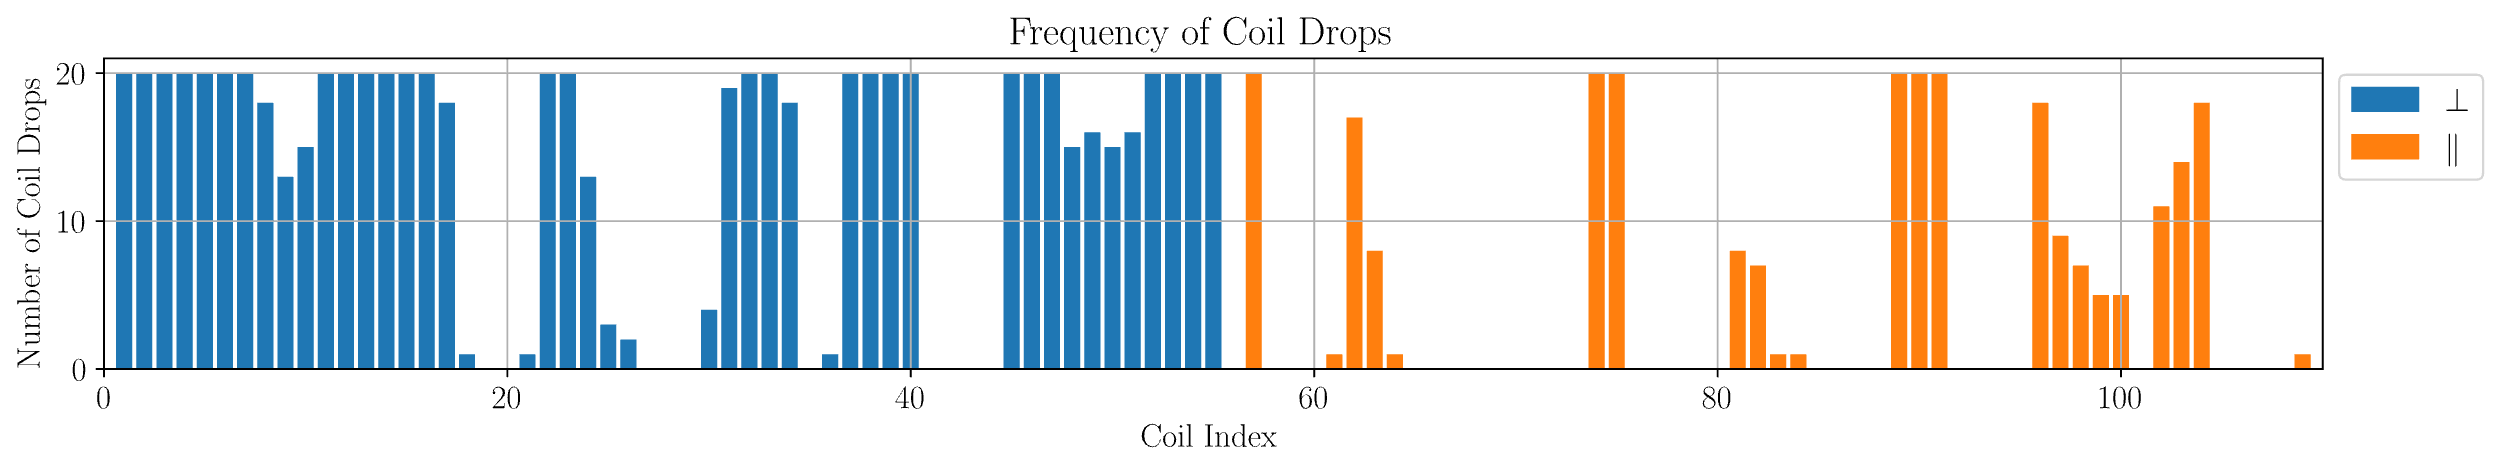 Frequency of Coil Drops
Number of Coil Drops
20
10
0
0 20 40 60 80 100
Coil Index
⊥
∥